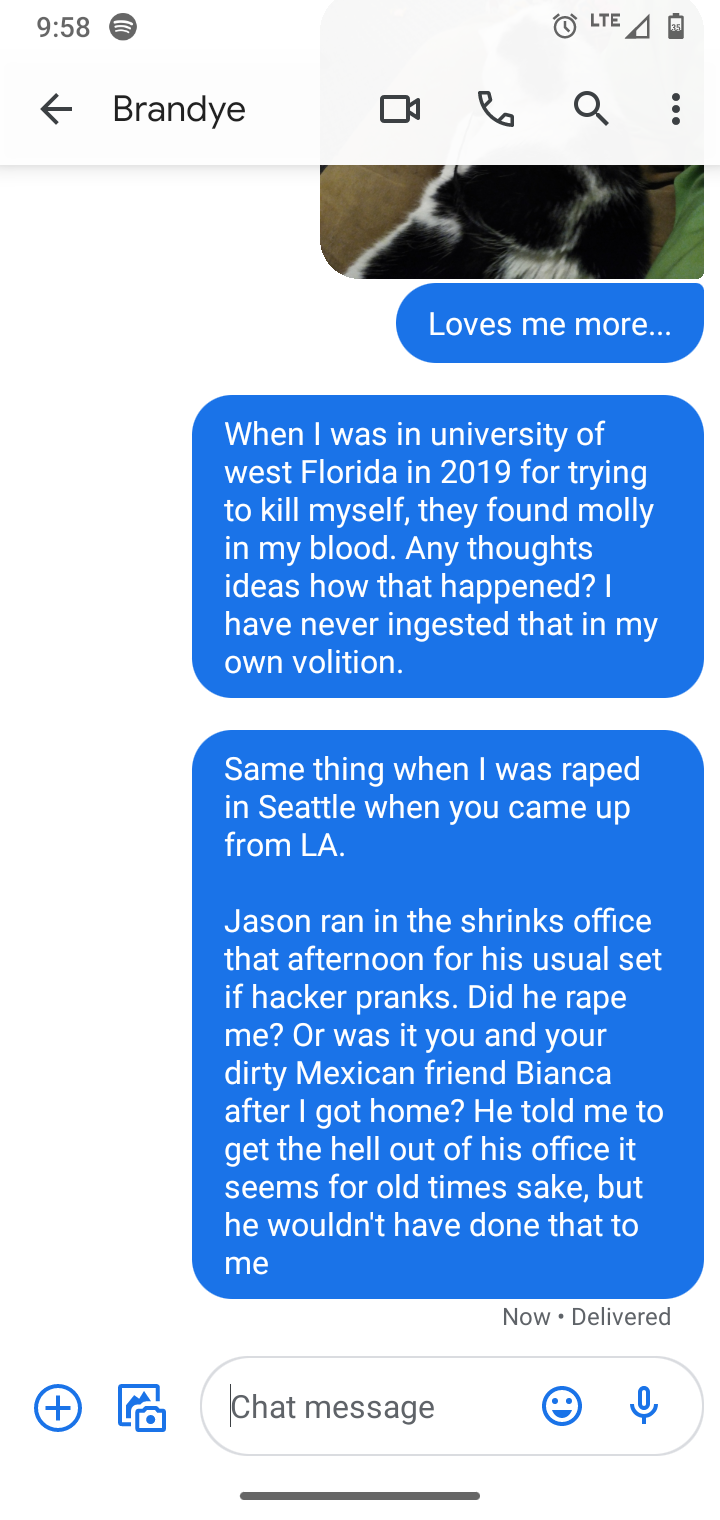 9:58
LTE
35
Brandye
Loves me more...
When I was in university of
west Florida in 2019 for trying
to kill myself, they found molly
in my blood. Any thoughts
ideas how that happened? I
have never ingested that in my
own volition.
Same thing when I was raped
in Seattle when you came up
from LA.
Jason ran in the shrinks office
that afternoon for his usual set
if hacker pranks. Did he rape
me? Or was it you and your
dirty Mexican friend Bianca
after I got home? He told me to
get the hell out of his office it
seems for old times sake, but
he wouldn't have done that to
me
Now • Delivered
Chat message